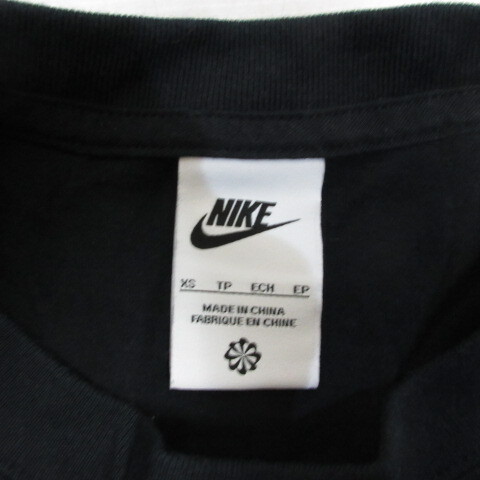 NIKE
XS TP ECH EP
MADE IN CHINA
FABRIQUE EN CHINE